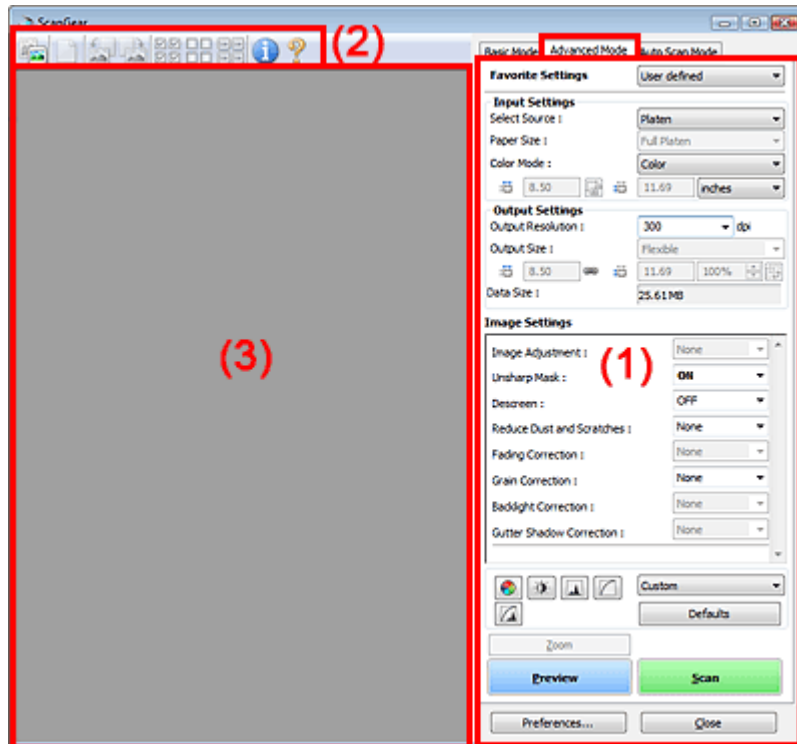 ScanGear
(2)
Basic Mode Advanced Mode Auto Scan Mode
Favorite Settings User defined
Input Settings
Select Source : Platen
Paper Size : Full Platen
Color Mode : Color
8.50 11.69 inches
Output Settings
Output Resolution : 300 dpi
Output Size : Flexible
8.50 11.69 100%
Data Size : 25.61MB
Image Settings
(3)
(1)
Image Adjustment : None
Unsharp Mask : ON
Descreen : OFF
Reduce Dust and Scratches : None
Fading Correction : None
Grain Correction : None
Backlight Correction : None
Gutter Shadow Correction : None
Custom
Defaults
Zoom
Preview Scan
Preferences... Close